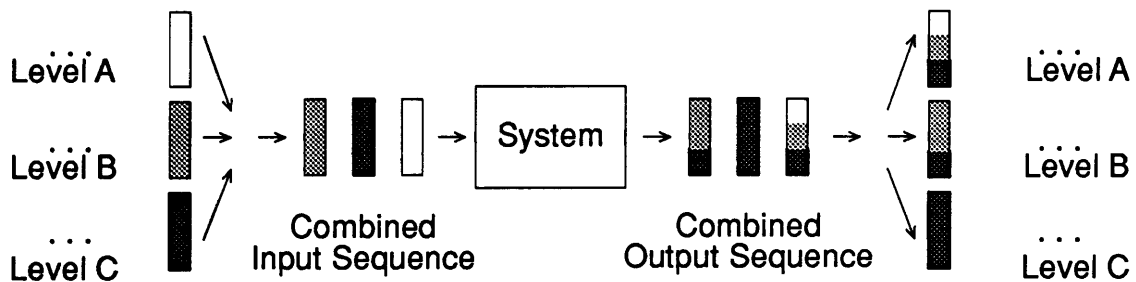 . . .
Level A
. . .
Level B
. . .
Level C
Combined
Input Sequence
System
Combined
Output Sequence
. . .
Level A
. . .
Level B
. . .
Level C